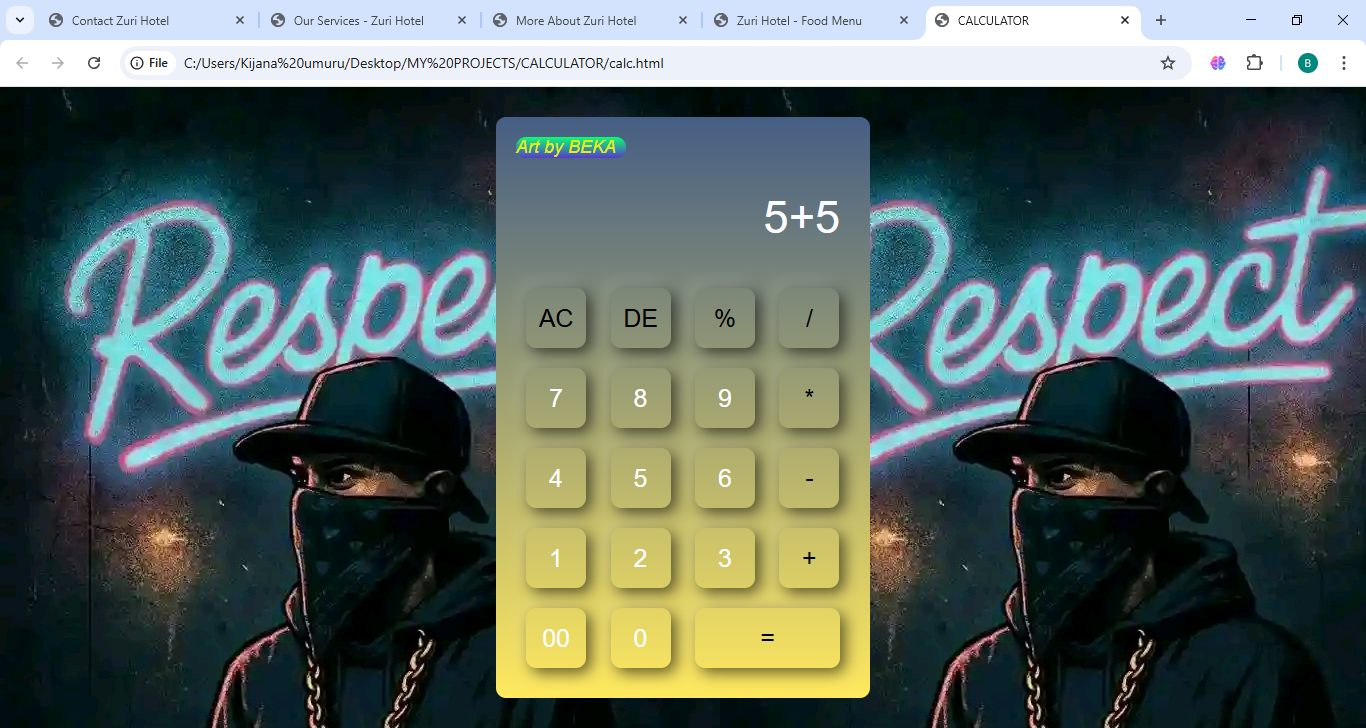 Contact Zuri Hotel
Our Services - Zuri Hotel
More About Zuri Hotel
Zuri Hotel - Food Menu
CALCULATOR
File
C:/Users/Kijana%20umuru/Desktop/MY%20PROJECTS/CALCULATOR/calc.html
B
Respect
Art by BEKA
5+5
AC DE % /
7 8 9 *
4 5 6 -
1 2 3 +
00 0 =